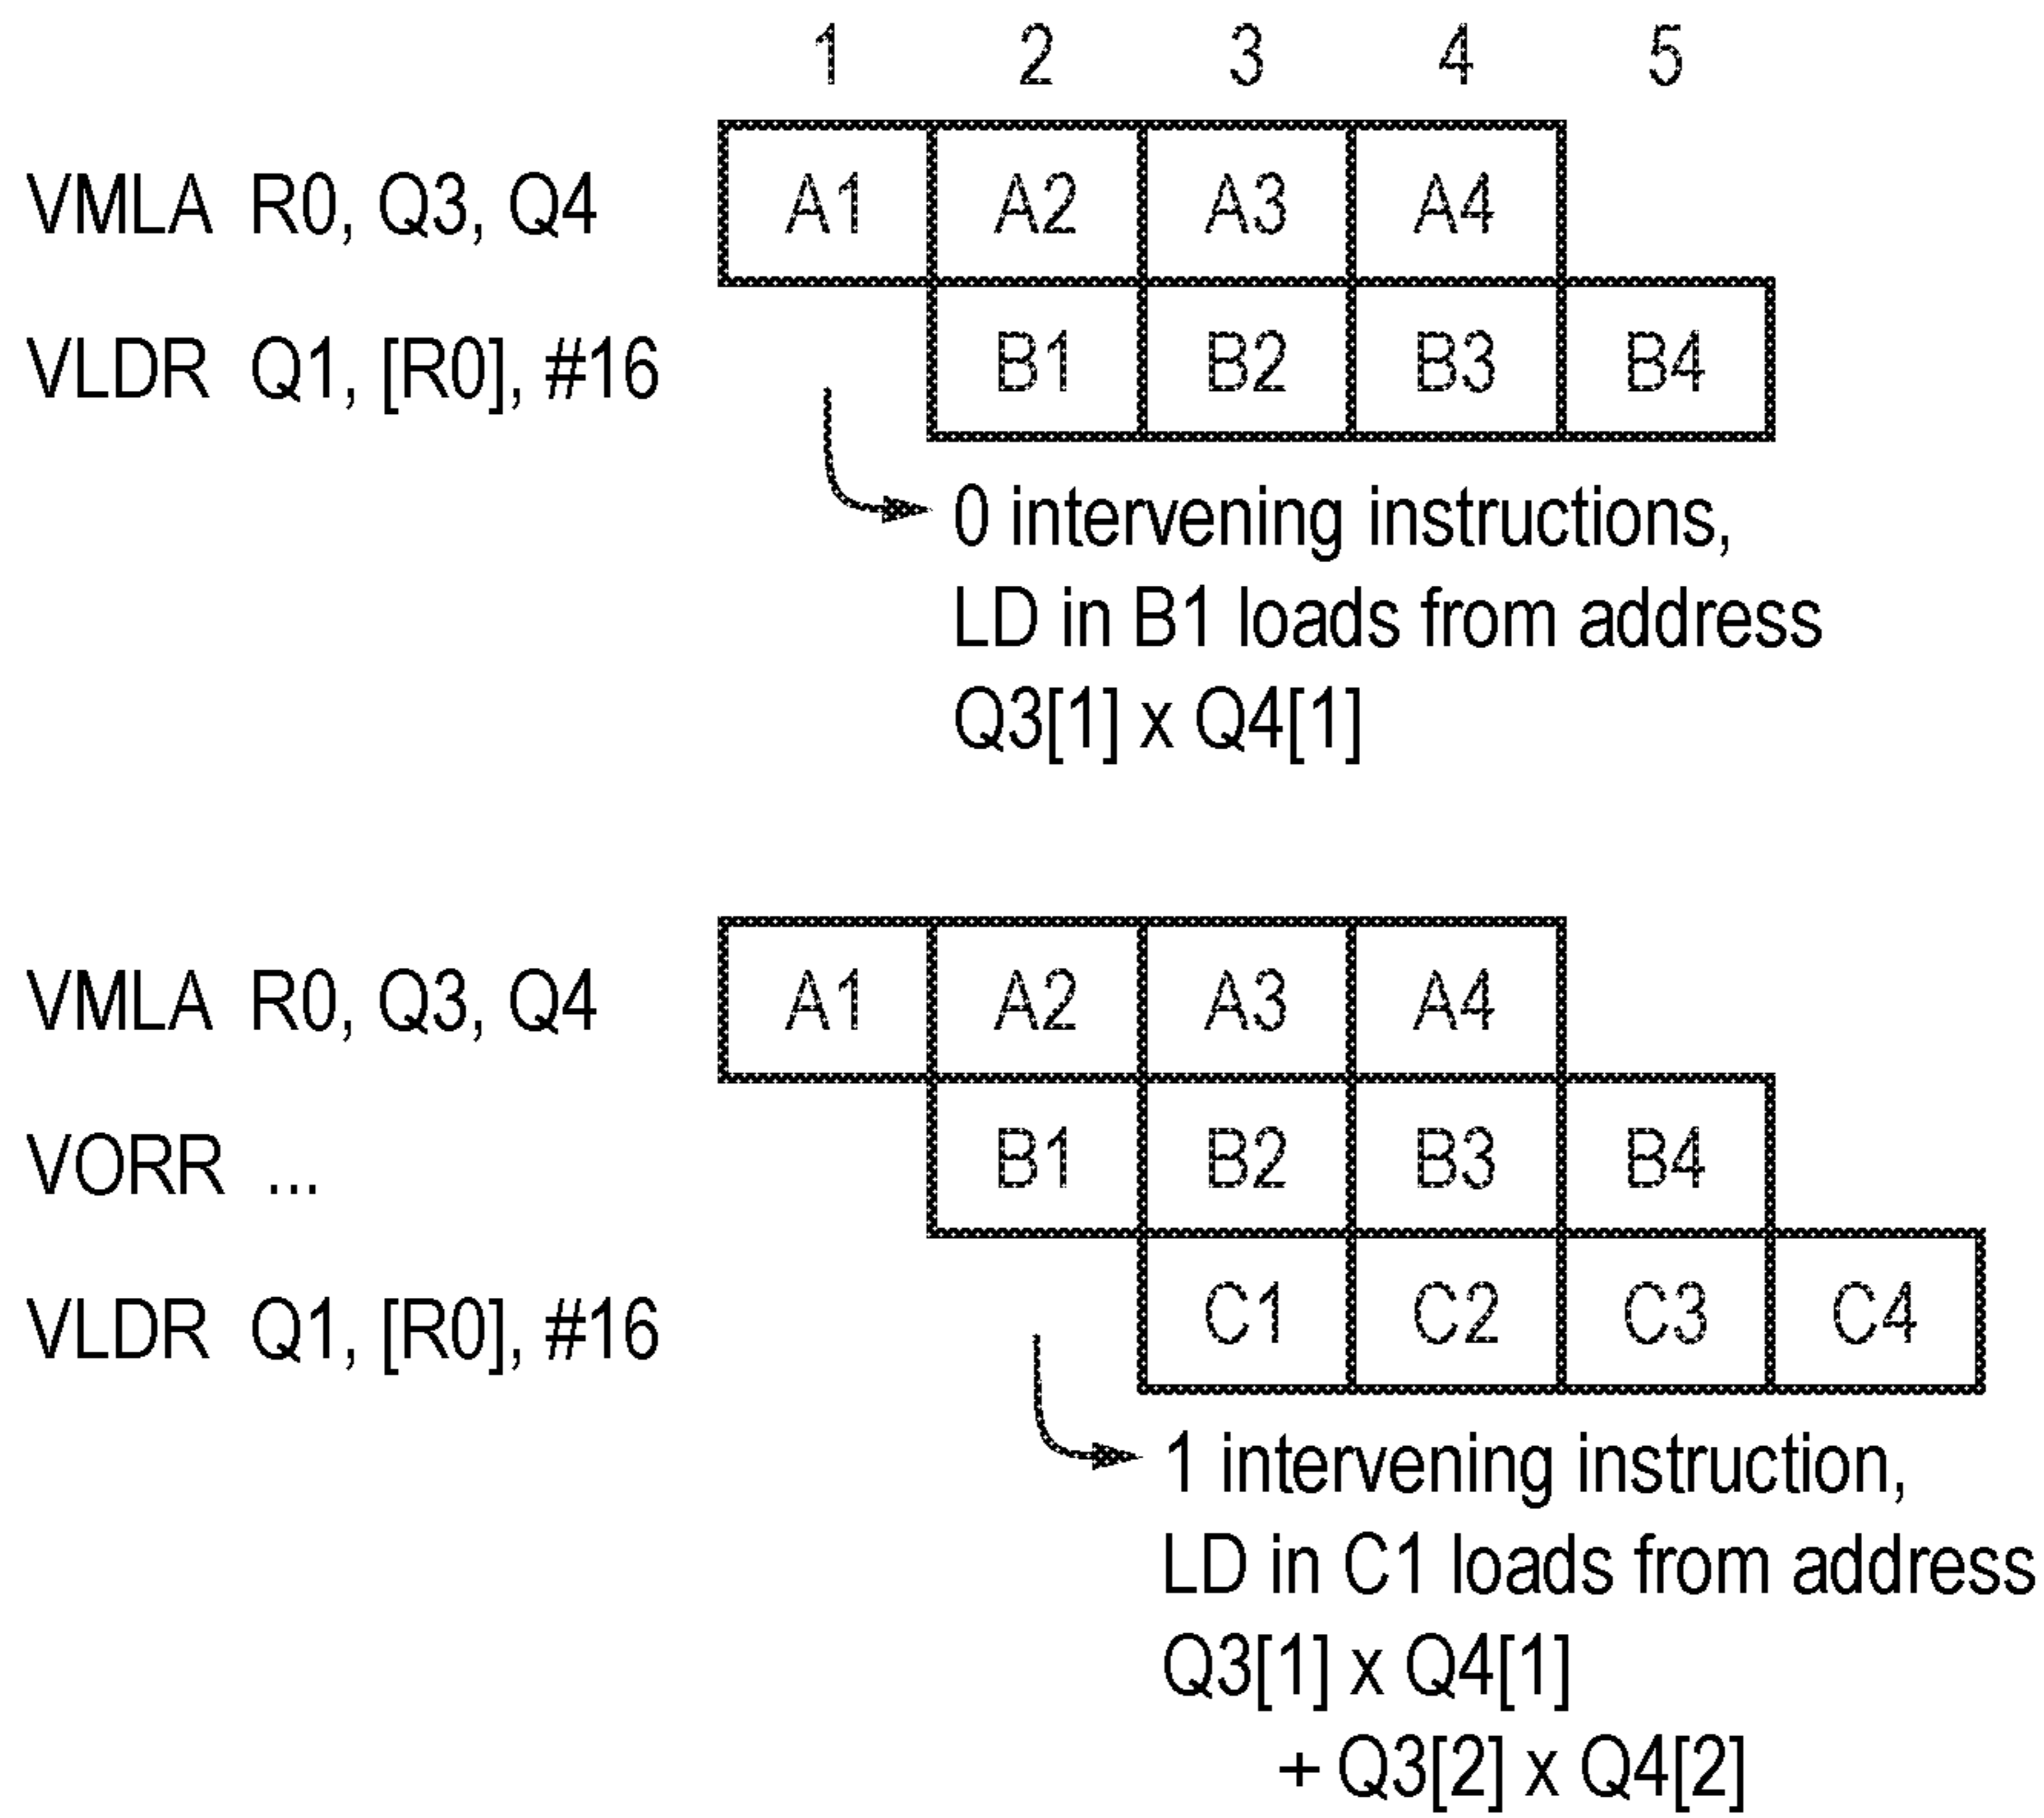 1 2 3 4 5
VMLA R0, Q3, Q4 A1 A2 A3 A4
VLDR Q1, [R0], #16 B1 B2 B3 B4
0 intervening instructions,
LD in B1 loads from address
Q3[1] x Q4[1]
VMLA R0, Q3, Q4 A1 A2 A3 A4
VORR ... B1 B2 B3 B4
VLDR Q1, [R0], #16 C1 C2 C3 C4
1 intervening instruction,
LD in C1 loads from address
Q3[1] x Q4[1]
+ Q3[2] x Q4[2]